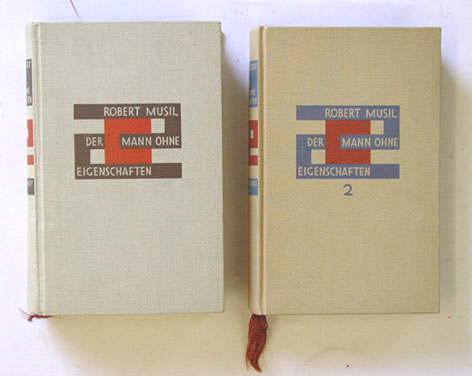 ROBERT MUSIL
DER MANN OHNE
EIGENSCHAFTEN
ROBERT MUSIL
DER MANN OHNE
EIGENSCHAFTEN
2